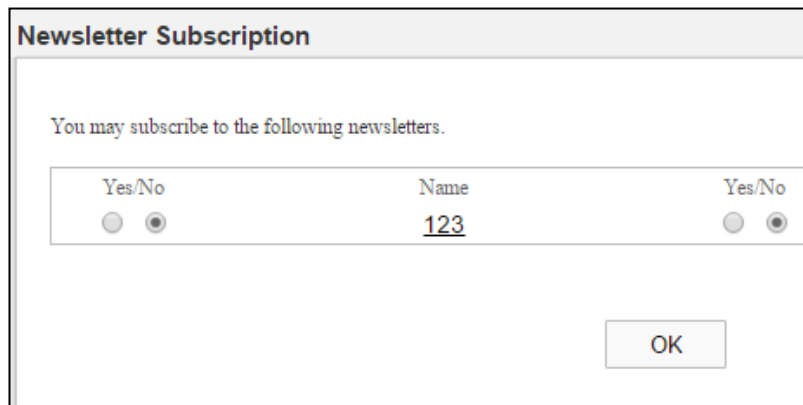 Newsletter Subscription
You may subscribe to the following newsletters.
Yes/No Name Yes/No
123
OK